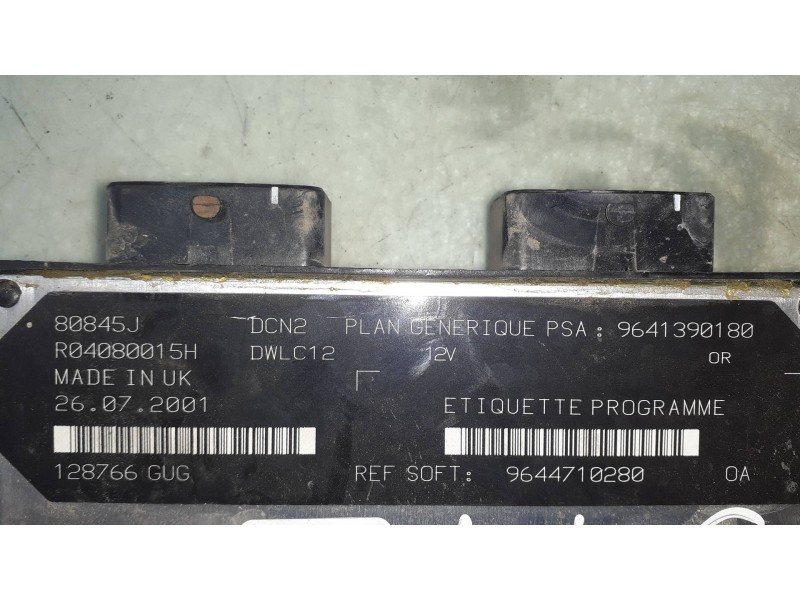 80845J DCN2 PLAN GENERIQUE PSA : 9641390180
R04080015H DWLC12 12V OR
MADE IN UK
26.07.2001 ETIQUETTE PROGRAMME
128766 GUG REF SOFT: 9644710280 0A